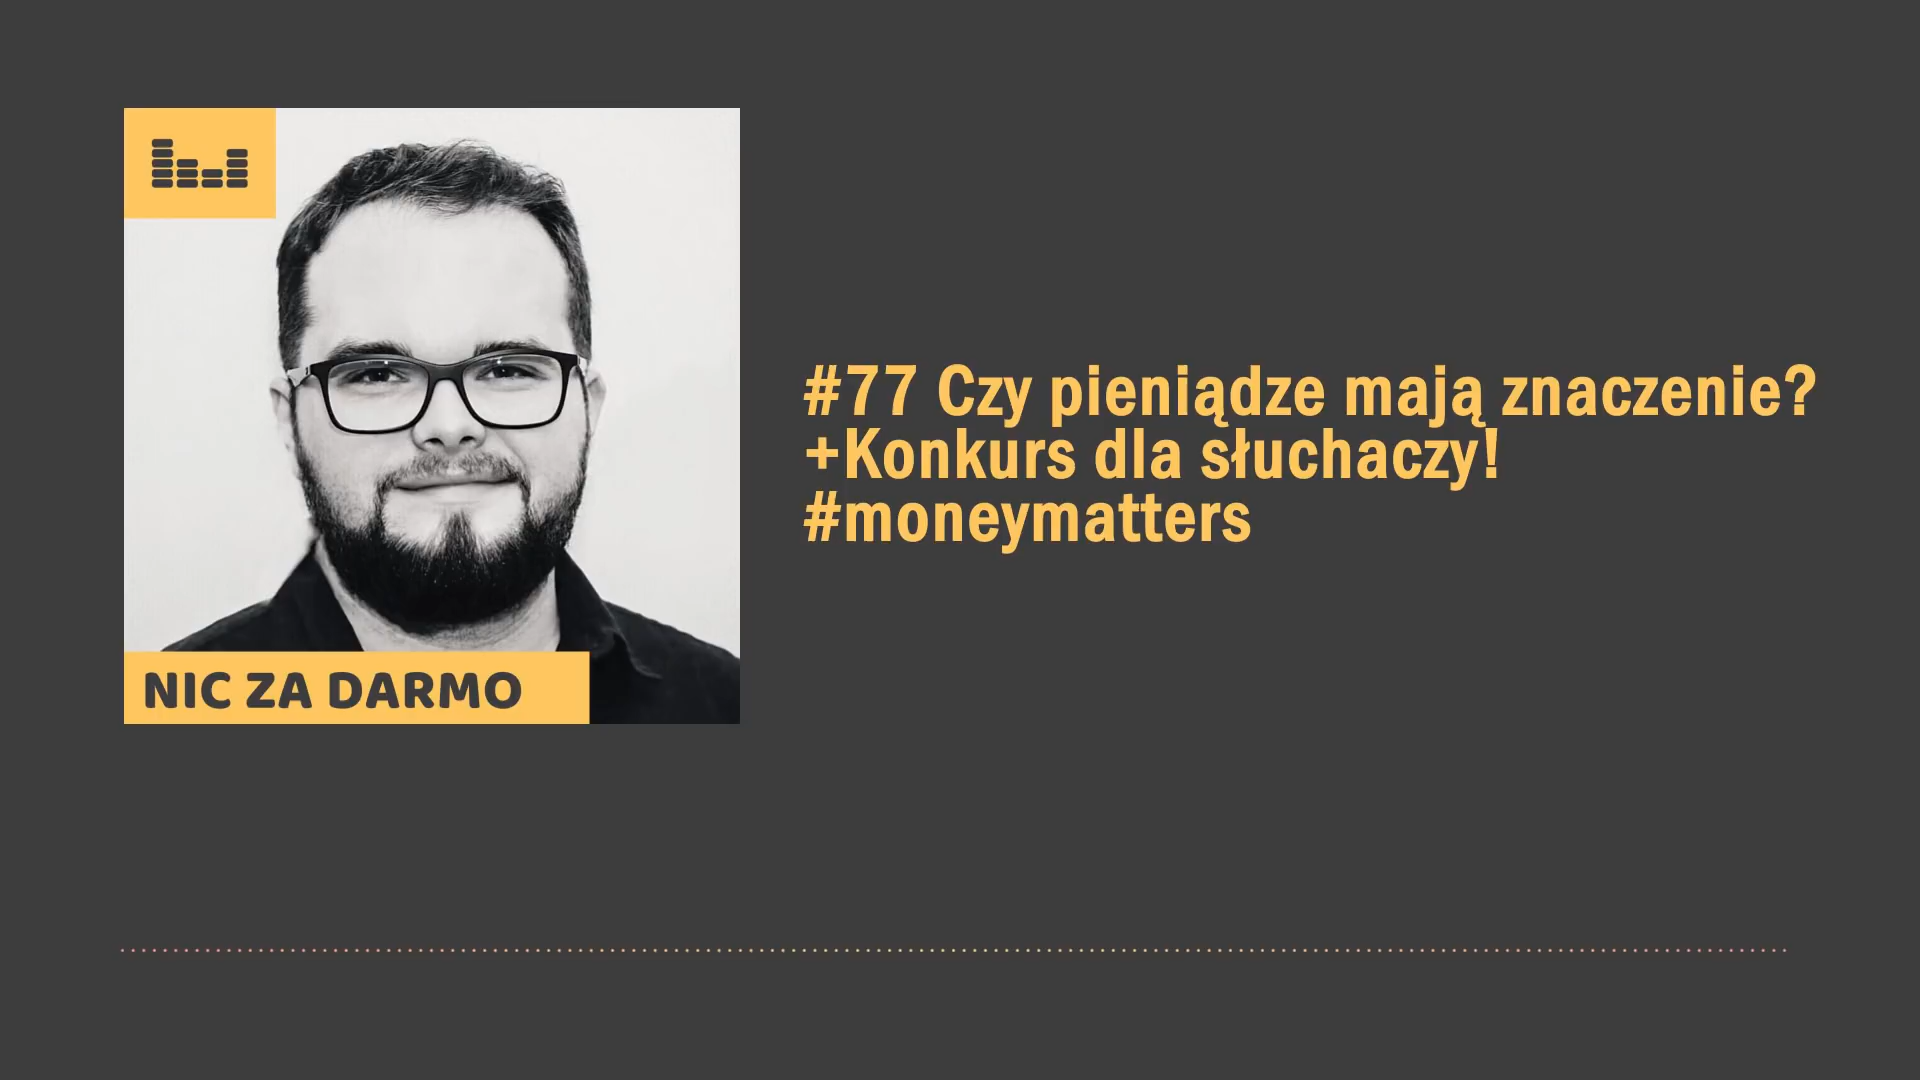 NIC ZA DARMO
#77 Czy pieniądze mają znaczenie?
+Konkurs dla słuchaczy!
#moneymatters